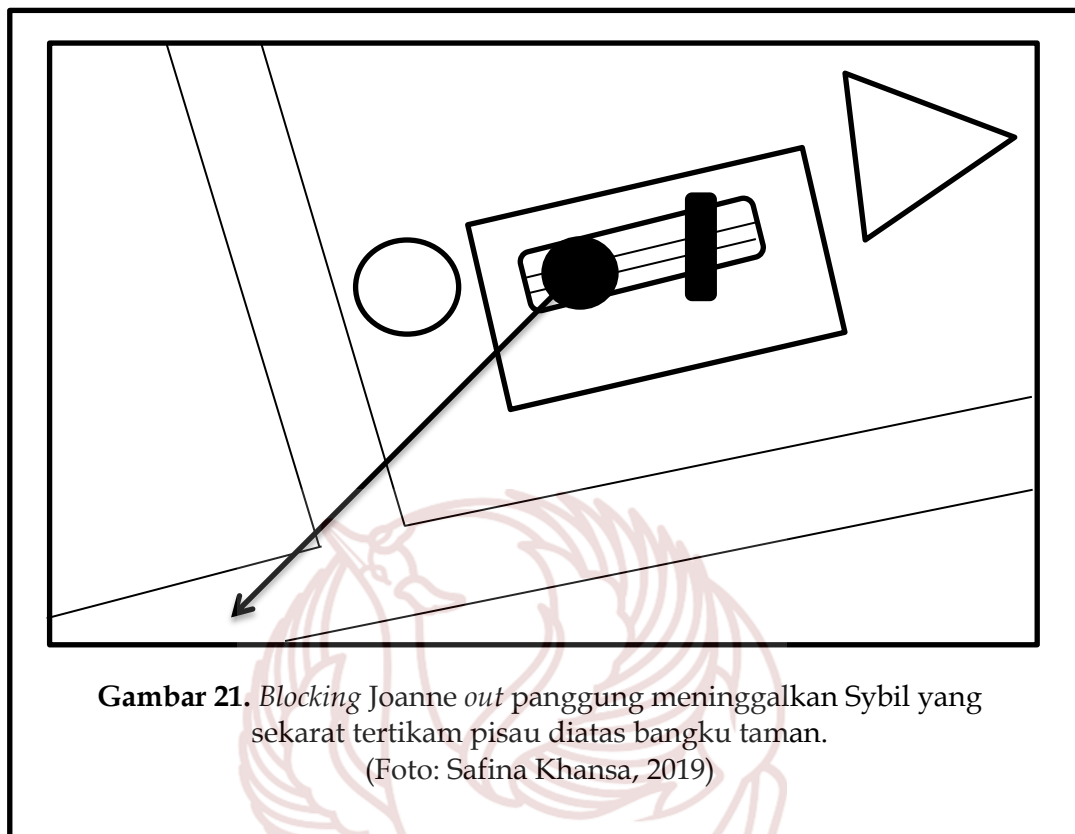 Gambar 21. Blocking Joanne out panggung meninggalkan Sybil yang
sekarat tertikam pisau diatas bangku taman.
(Foto: Safina Khansa, 2019)